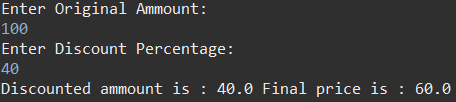 Enter Original Ammount:
100
Enter Discount Percentage:
40
Discounted ammount is : 40.0 Final price is : 60.0